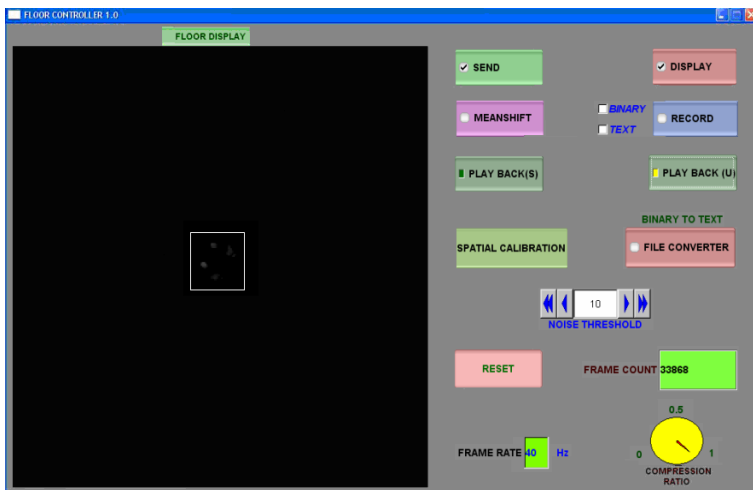 FLOOR CONTROLLER 1.0
FLOOR DISPLAY
SEND
DISPLAY
MEANSHIFT
BINARY
TEXT
RECORD
PLAY BACK(S)
PLAY BACK (U)
BINARY TO TEXT
SPATIAL CALIBRATION
FILE CONVERTER
10
NOISE THRESHOLD
RESET
FRAME COUNT 33868
0.5
FRAME RATE 40 Hz
0
1
COMPRESSION
RATIO